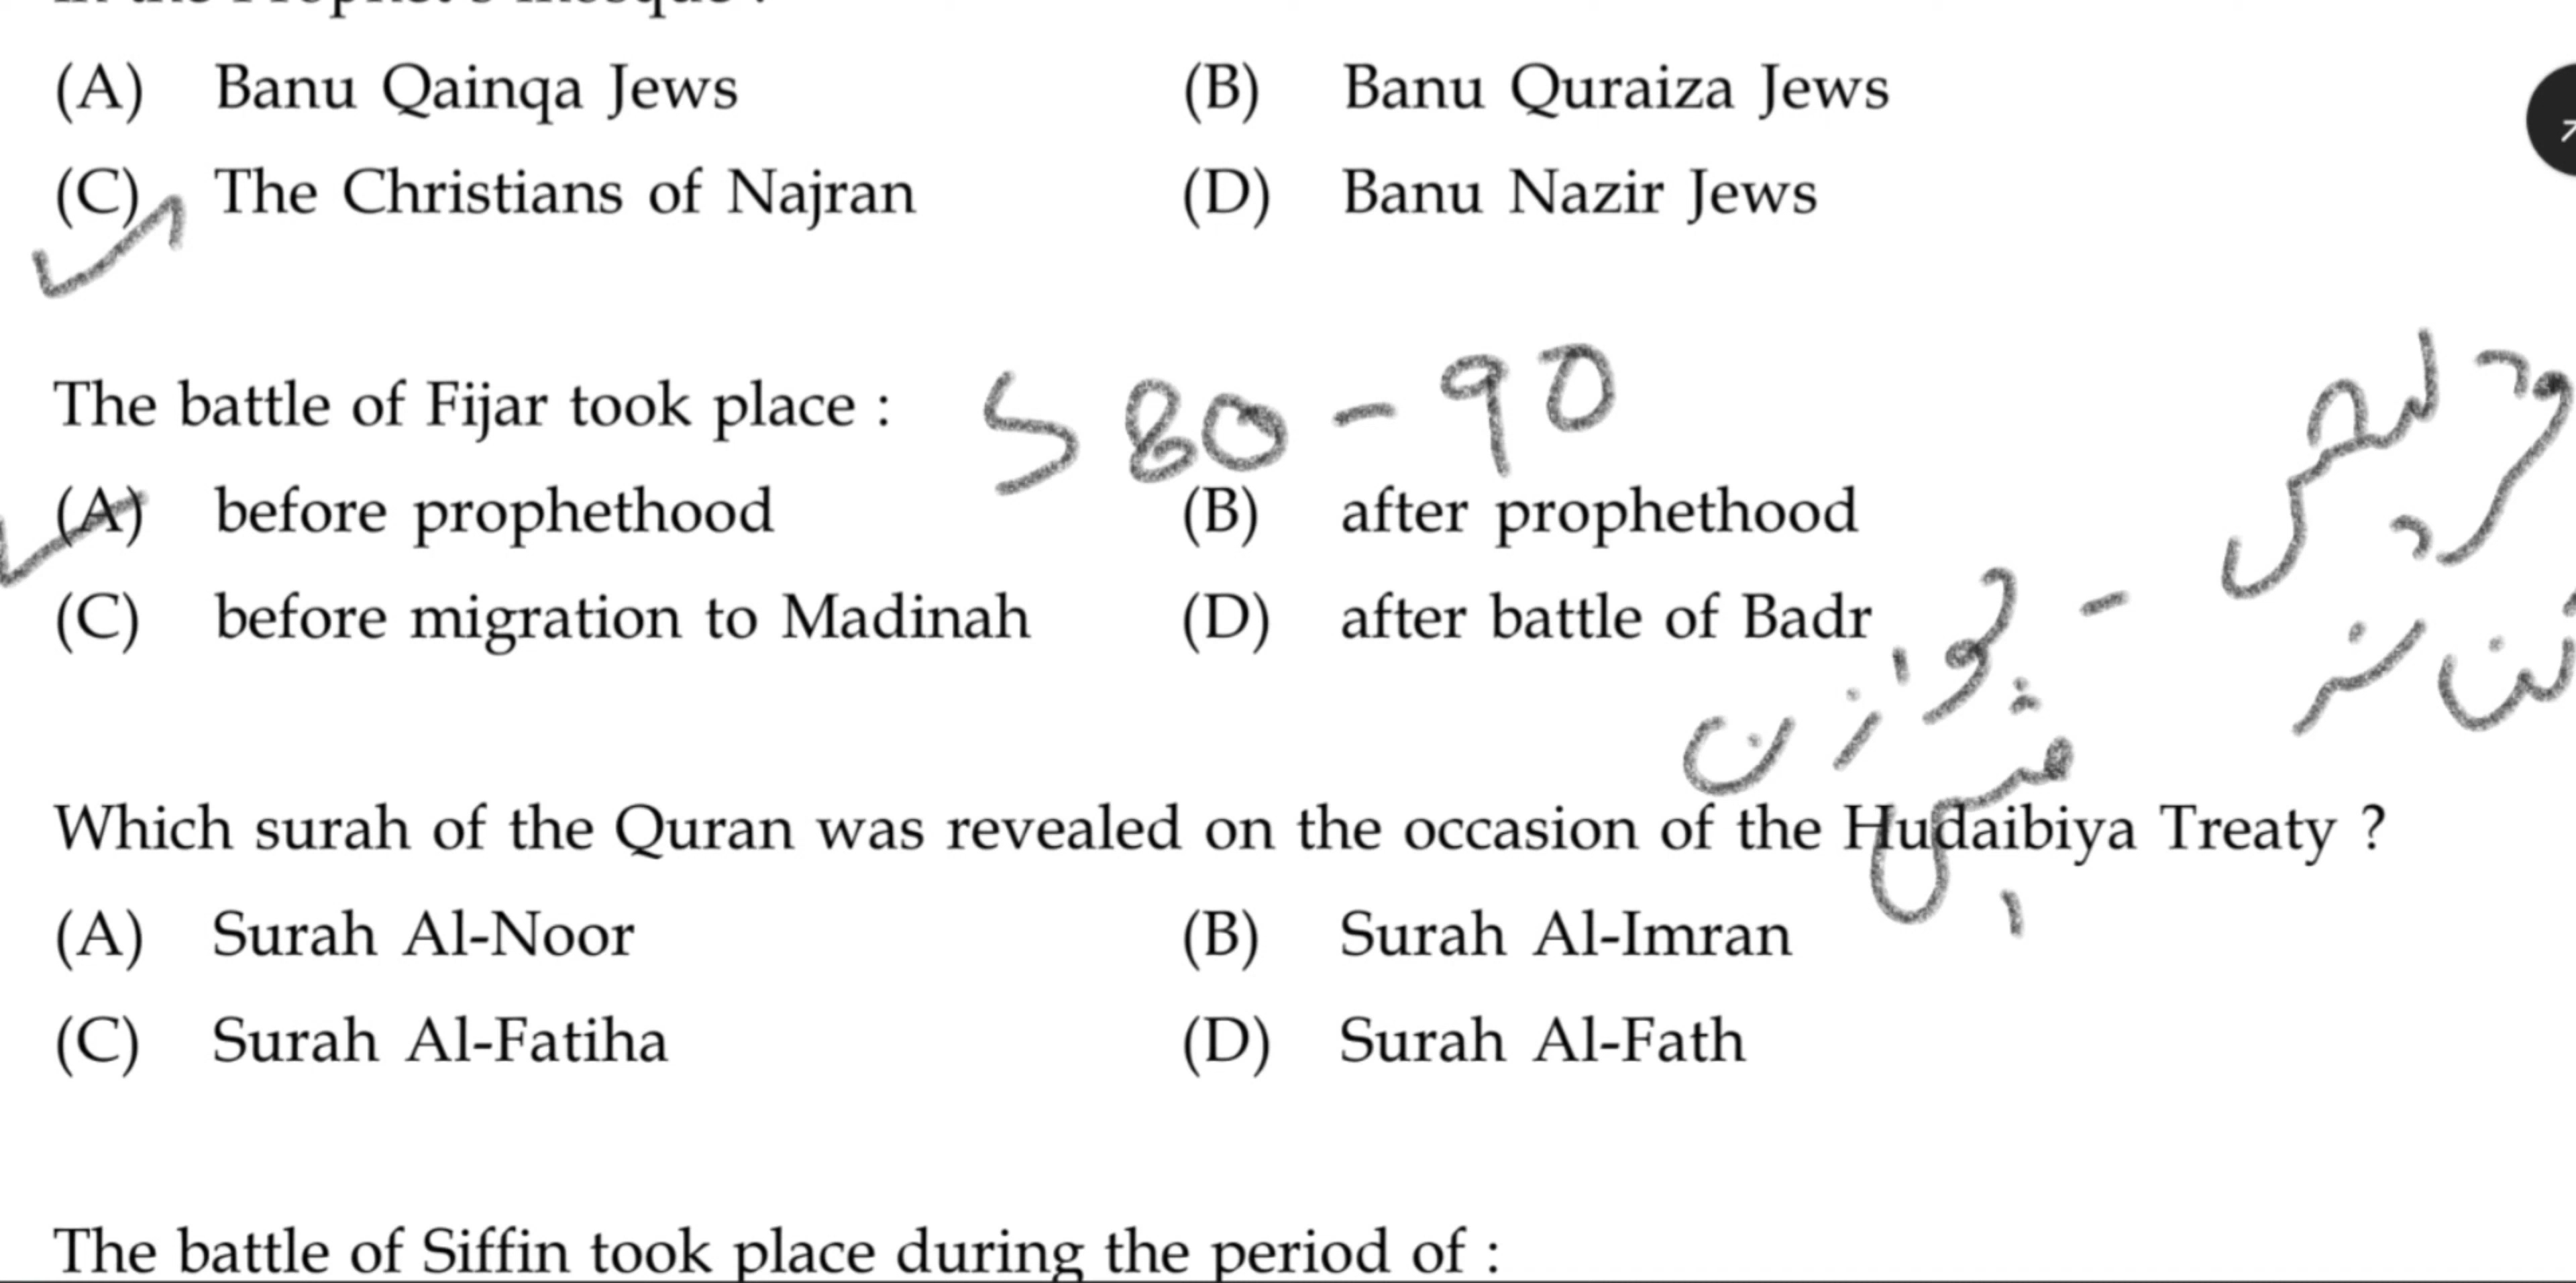 (A) Banu Qainqa Jews (B) Banu Quraiza Jews
(C) The Christians of Najran (D) Banu Nazir Jews
The battle of Fijar took place : 580-90
(A) before prophethood (B) after prophethood
قریش
(C) before migration to Madinah (D) after battle of Badr
ہوازن -
Which surah of the Quran was revealed on the occasion of the Hudaibiya Treaty ?
(A) Surah Al-Noor (B) Surah Al-Imran
(C) Surah Al-Fatiha (D) Surah Al-Fath
The battle of Siffin took place during the period of :